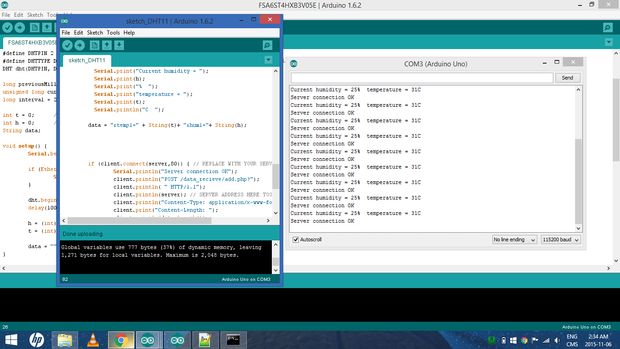 FSA6ST4HXB3V05E | Arduino 1.6.2
sketch_DHT11 | Arduino 1.6.2
File Edit Sketch Tools Help
File Edit Sketch Tools Help
FSA6ST4HXB3V05E
sketch_DHT11
#define DHTPIN 2
#define DHTTYPE D
DHT dht(DHTPIN, D
long previousMill
unsigned long cur
long interval = 2
int t = 0; /
int h = 0; /
String data;
void setup() {
Serial.be
if (Ether
S
}
dht.begin
delay(100
h = (int)
t = (int)
data = ""
}
Serial.print("Current humidity = ");
Serial.print(h);
Serial.print("% ");
Serial.print("temperature = ");
Serial.print(t);
Serial.println("C ");
data = "temp1=" + String(t)+ "&hum1="+ String(h);
if (client.connect(server,80)) { // REPLACE WITH YOUR SERV
Serial.println("Server connection OK");
client.println("POST /data_recieve/add.php?");
client.println( " HTTP/1.1");
client.println(server); // SERVER ADDRESS HERE TOO
client.println("Content-Type: application/x-www-fo
client.print("Content-Length: ");
Done uploading.
Global variables use 777 bytes (37%) of dynamic memory, leaving
1,271 bytes for local variables. Maximum is 2,048 bytes.
82
Arduino Uno on COM3
COM3 (Arduino Uno)
Send
Current humidity = 25% temperature = 31C
Server connection OK
Current humidity = 25% temperature = 31C
Server connection OK
Current humidity = 25% temperature = 31C
Server connection OK
Current humidity = 25% temperature = 31C
Server connection OK
Current humidity = 25% temperature = 31C
Server connection OK
Current humidity = 25% temperature = 31C
Server connection OK
Current humidity = 25% temperature = 31C
Server connection OK
Current humidity = 25% temperature = 31C
Server connection OK
Current humidity = 25% temperature = 31C
Server connection OK
Autoscroll
No line ending
115200 baud
26
Arduino Uno on COM3
ENG
CMS
2:34 AM
2015-11-06